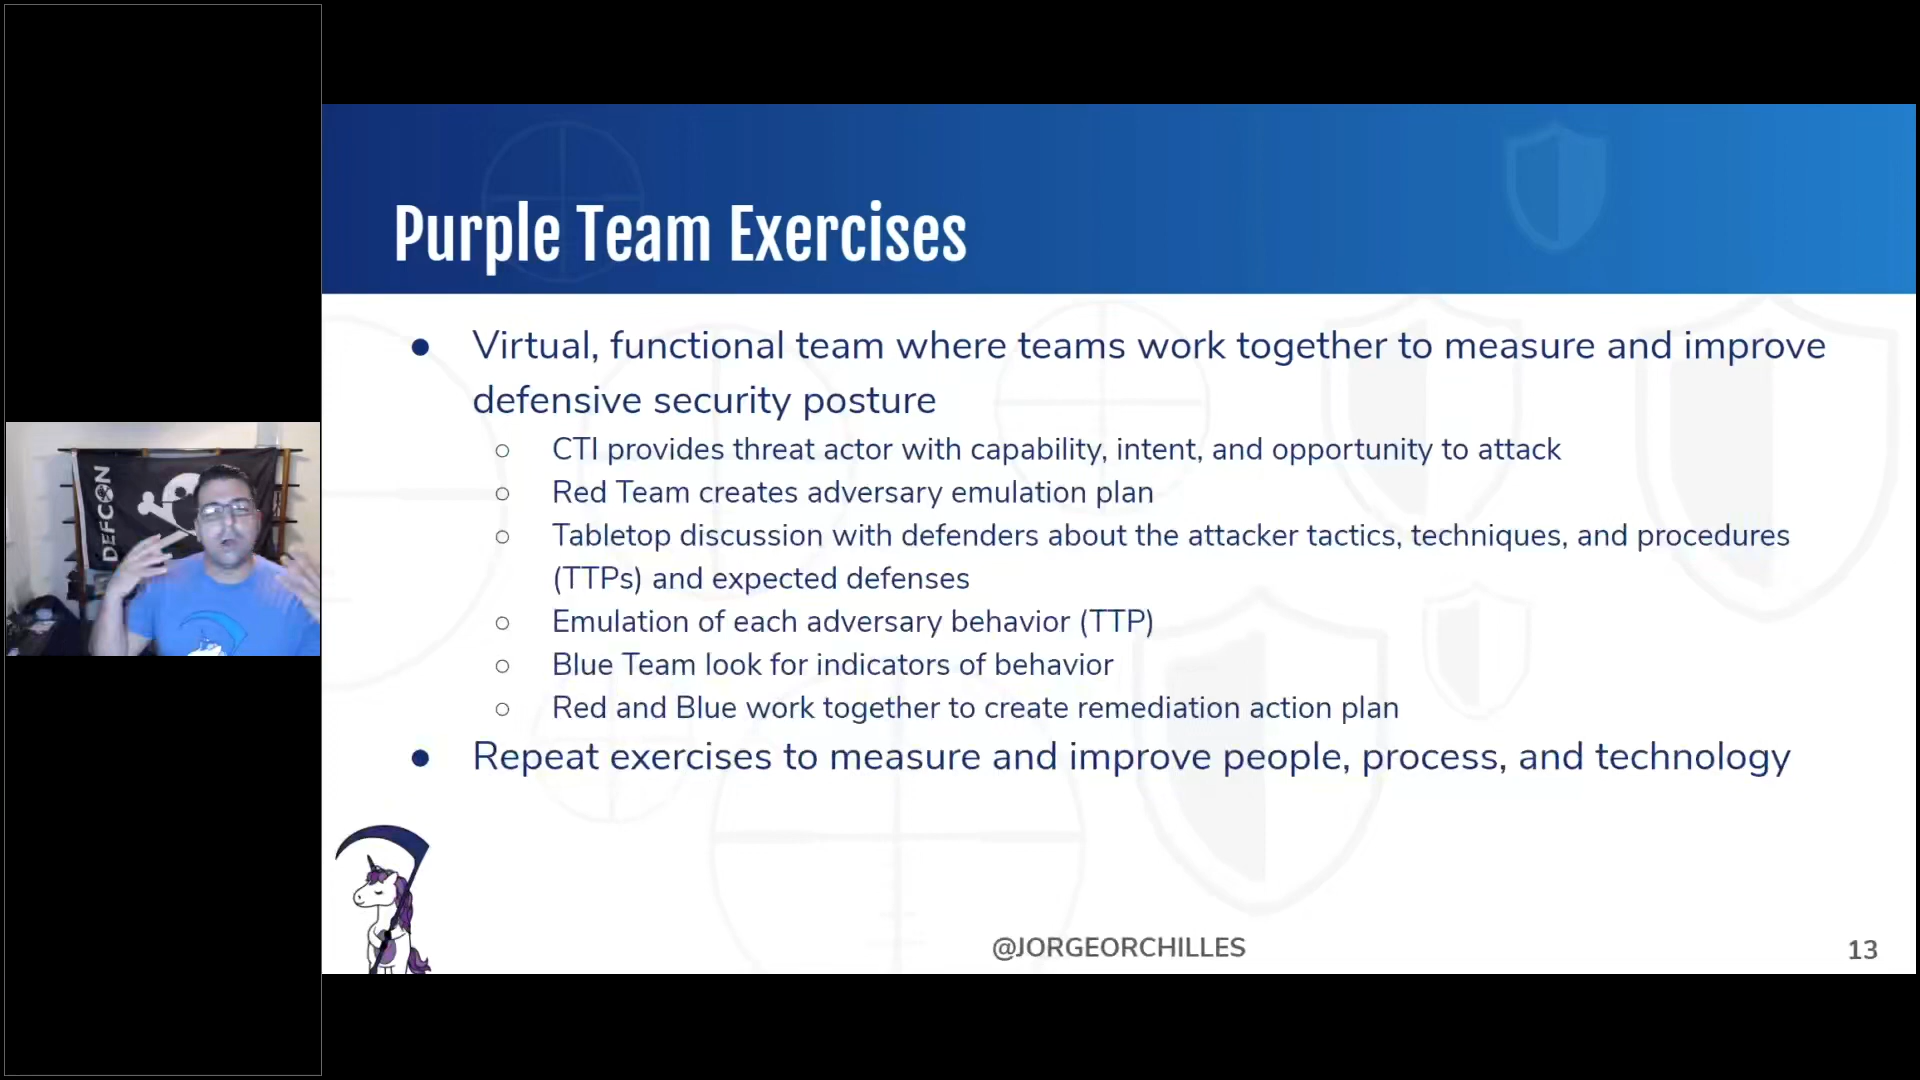 Purple Team Exercises
● Virtual, functional team where teams work together to measure and improve
defensive security posture
○ CTI provides threat actor with capability, intent, and opportunity to attack
○ Red Team creates adversary emulation plan
○ Tabletop discussion with defenders about the attacker tactics, techniques, and procedures
(TTPs) and expected defenses
○ Emulation of each adversary behavior (TTP)
○ Blue Team look for indicators of behavior
○ Red and Blue work together to create remediation action plan
● Repeat exercises to measure and improve people, process, and technology
DEFCON
@JORGEORCHILLES
13